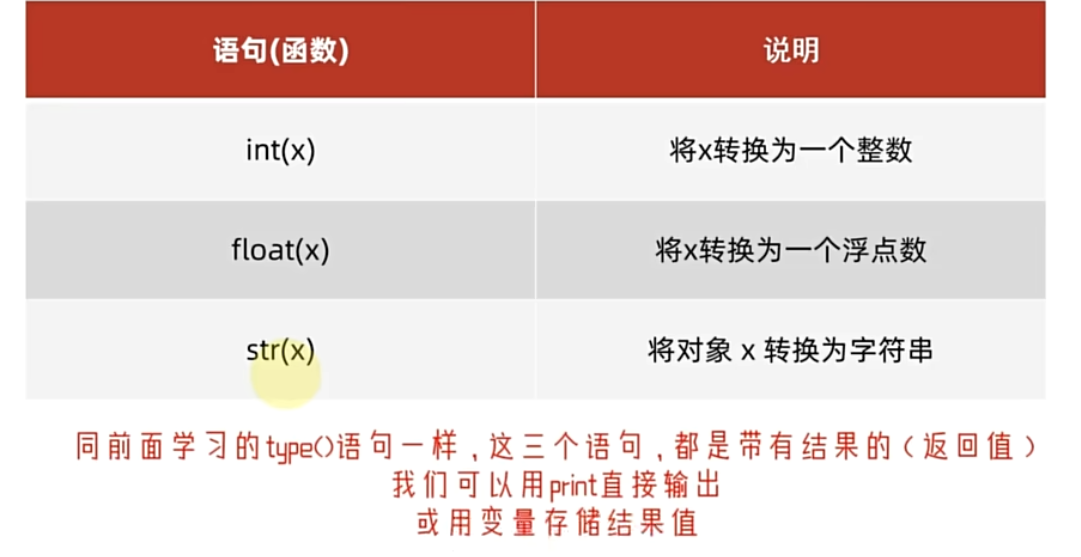 语句(函数) 说明
int(x) 将x转换为一个整数
float(x) 将x转换为一个浮点数
str(x) 将对象 x 转换为字符串
同前面学习的type()语句一样，这三个语句，都是带有结果的（返回值）
我们可以用print直接输出
或用变量存储结果值